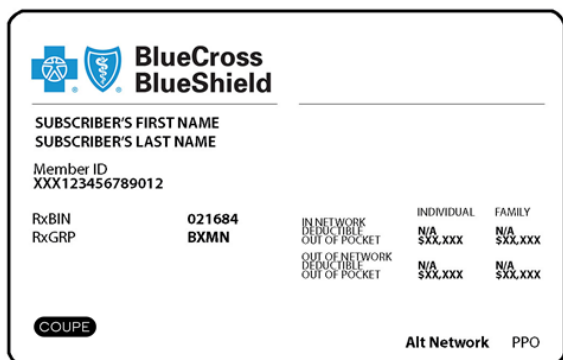 BlueCross
BlueShield
SUBSCRIBER'S FIRST NAME
SUBSCRIBER'S LAST NAME
Member ID
XXX123456789012
RxBIN 021684
RxGRP BXMN
INDIVIDUAL FAMILY
IN NETWORK
DEDUCTIBLE N/A N/A
OUT OF POCKET $XX,XXX $XX,XXX
OUT OF NETWORK
DEDUCTIBLE N/A N/A
OUT OF POCKET $XX,XXX $XX,XXX
COUPE
Alt Network PPO